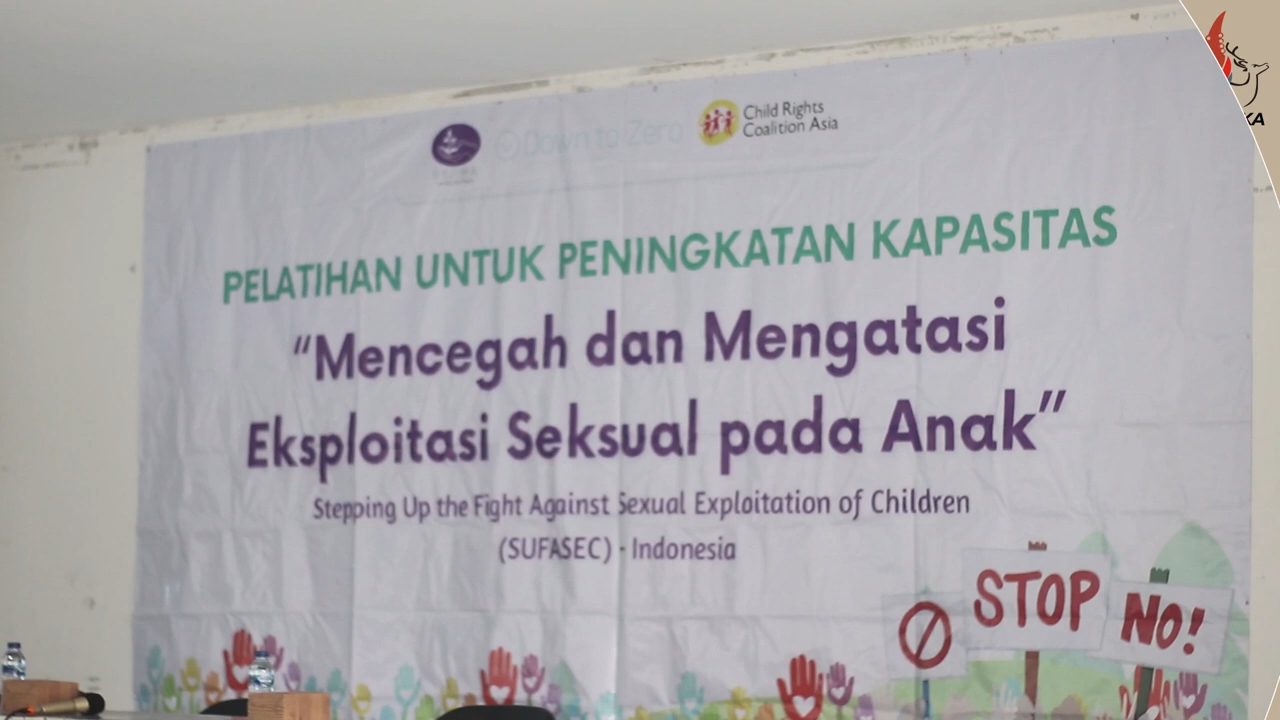 Down to Zero
Child Rights
Coalition Asia
PELATIHAN UNTUK PENINGKATAN KAPASITAS
“Mencegah dan Mengatasi
Eksploitasi Seksual pada Anak”
Stepping Up the Fight Against Sexual Exploitation of Children
(SUFASEC) - Indonesia
STOP
NO!